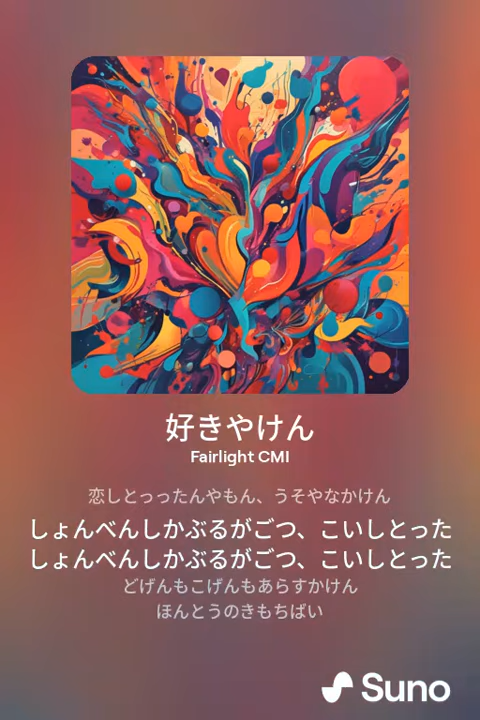 好きやけん
Fairlight CMI
恋しとっったんやもん、うそやなかけん
しょんべんしかぶるがごつ、こいしとった
しょんべんしかぶるがごつ、こいしとった
どげんもこげんもあらすかけん
ほんとうのきもちばい
Suno